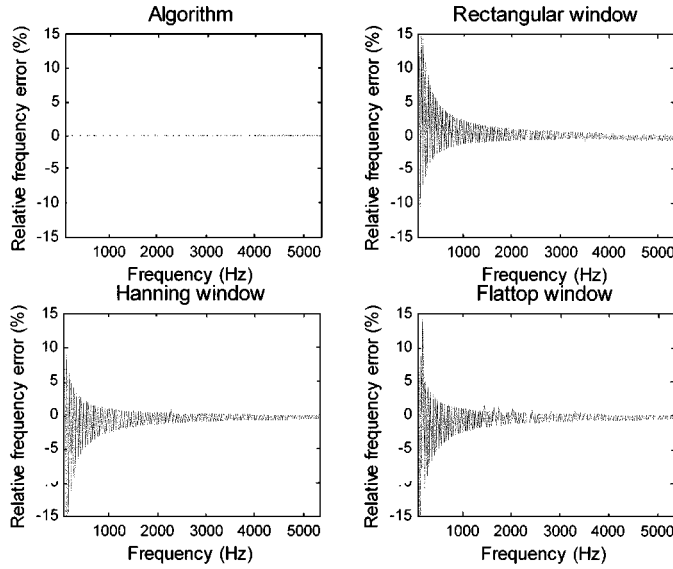 Algorithm
Relative frequency error (%)
15
10
5
0
-5
-10
-15
1000 2000 3000 4000 5000
Frequency (Hz)
Rectangular window
Relative frequency error (%)
15
10
5
0
-5
-10
-15
1000 2000 3000 4000 5000
Frequency (Hz)
Hanning window
Relative frequency error (%)
15
10
5
0
-5
-15
1000 2000 3000 4000 5000
Frequency (Hz)
Flattop window
Relative frequency error (%)
15
10
5
0
-5
-15
1000 2000 3000 4000 5000
Frequency (Hz)